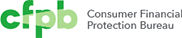 cfpb
Consumer Financial
Protection Bureau